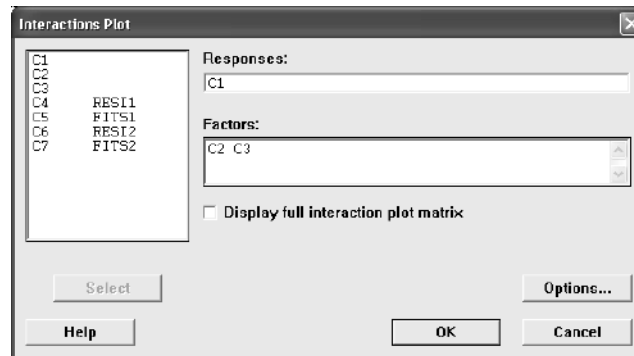 Interactions Plot
C1
C2
C3
C4 RESI1
C5 FITS1
C6 RESI2
C7 FITS2
Responses:
C1
Factors:
C2 C3
Display full interaction plot matrix
Select
Options...
Help
OK
Cancel